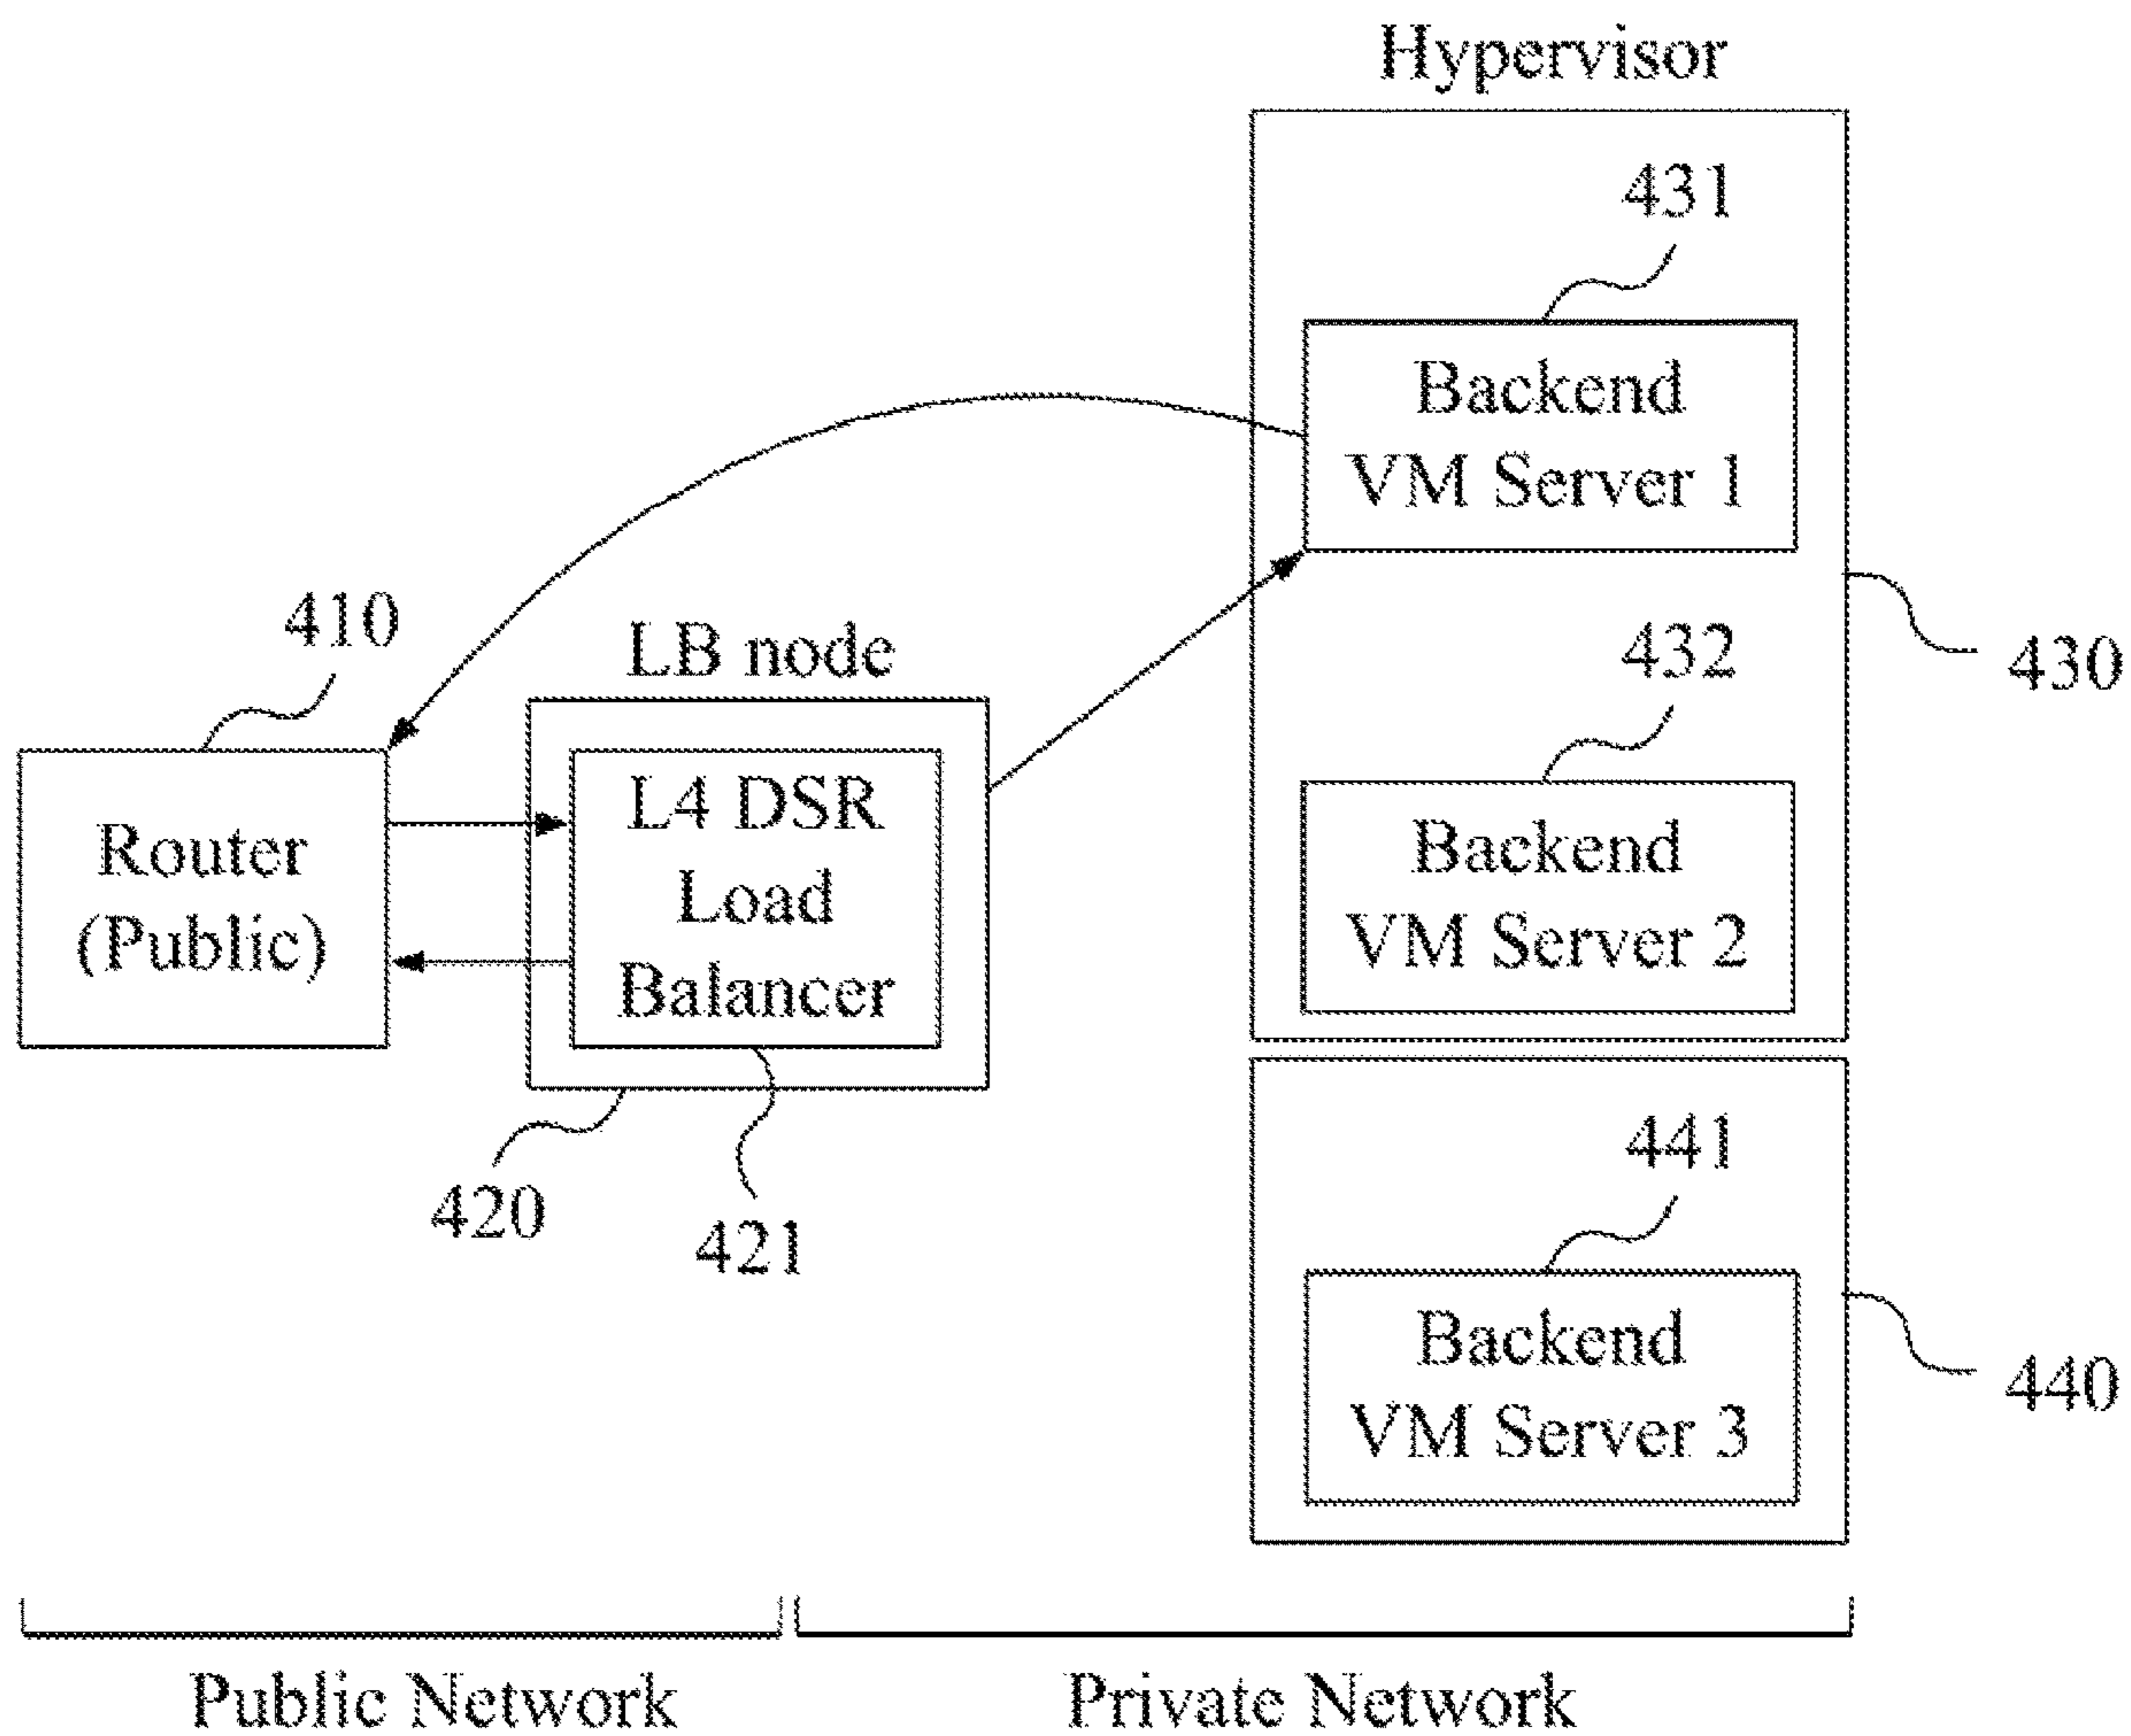 Hypervisor
431
Backend
VM Server 1
410
LB node
432
430
Router
(Public)
L4 DSR
Load
Balancer
Backend
VM Server 2
420
421
441
Backend
VM Server 3
440
Public Network
Private Network